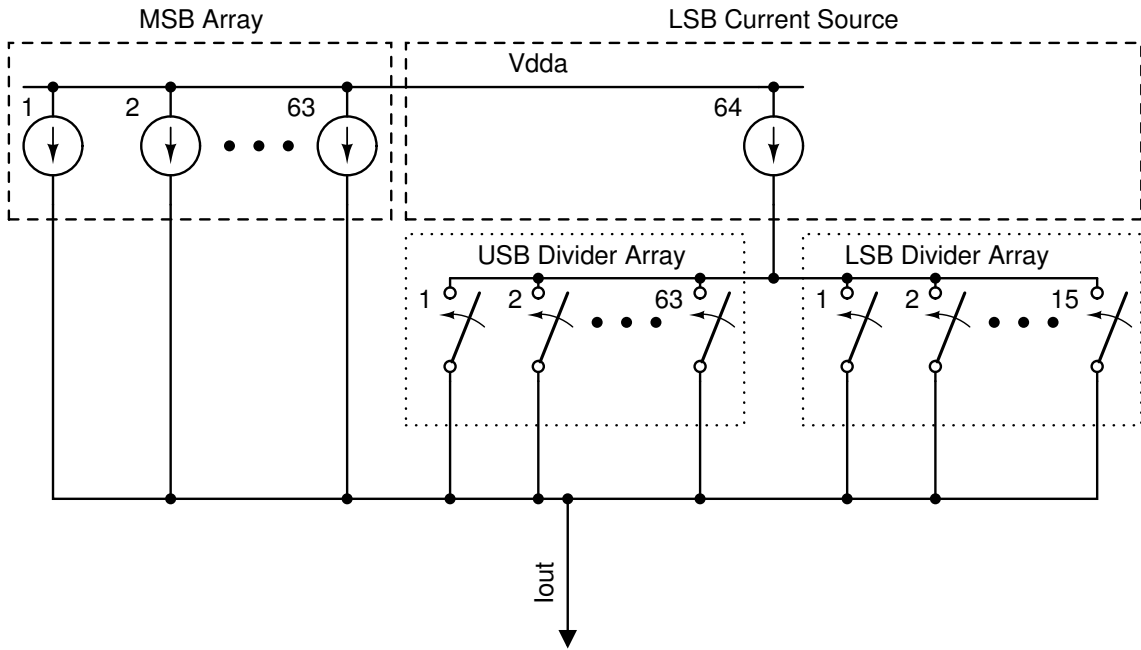 MSB Array
LSB Current Source
Vdda
1
2
63
64
USB Divider Array
LSB Divider Array
1
2
63
1
2
15
Iout